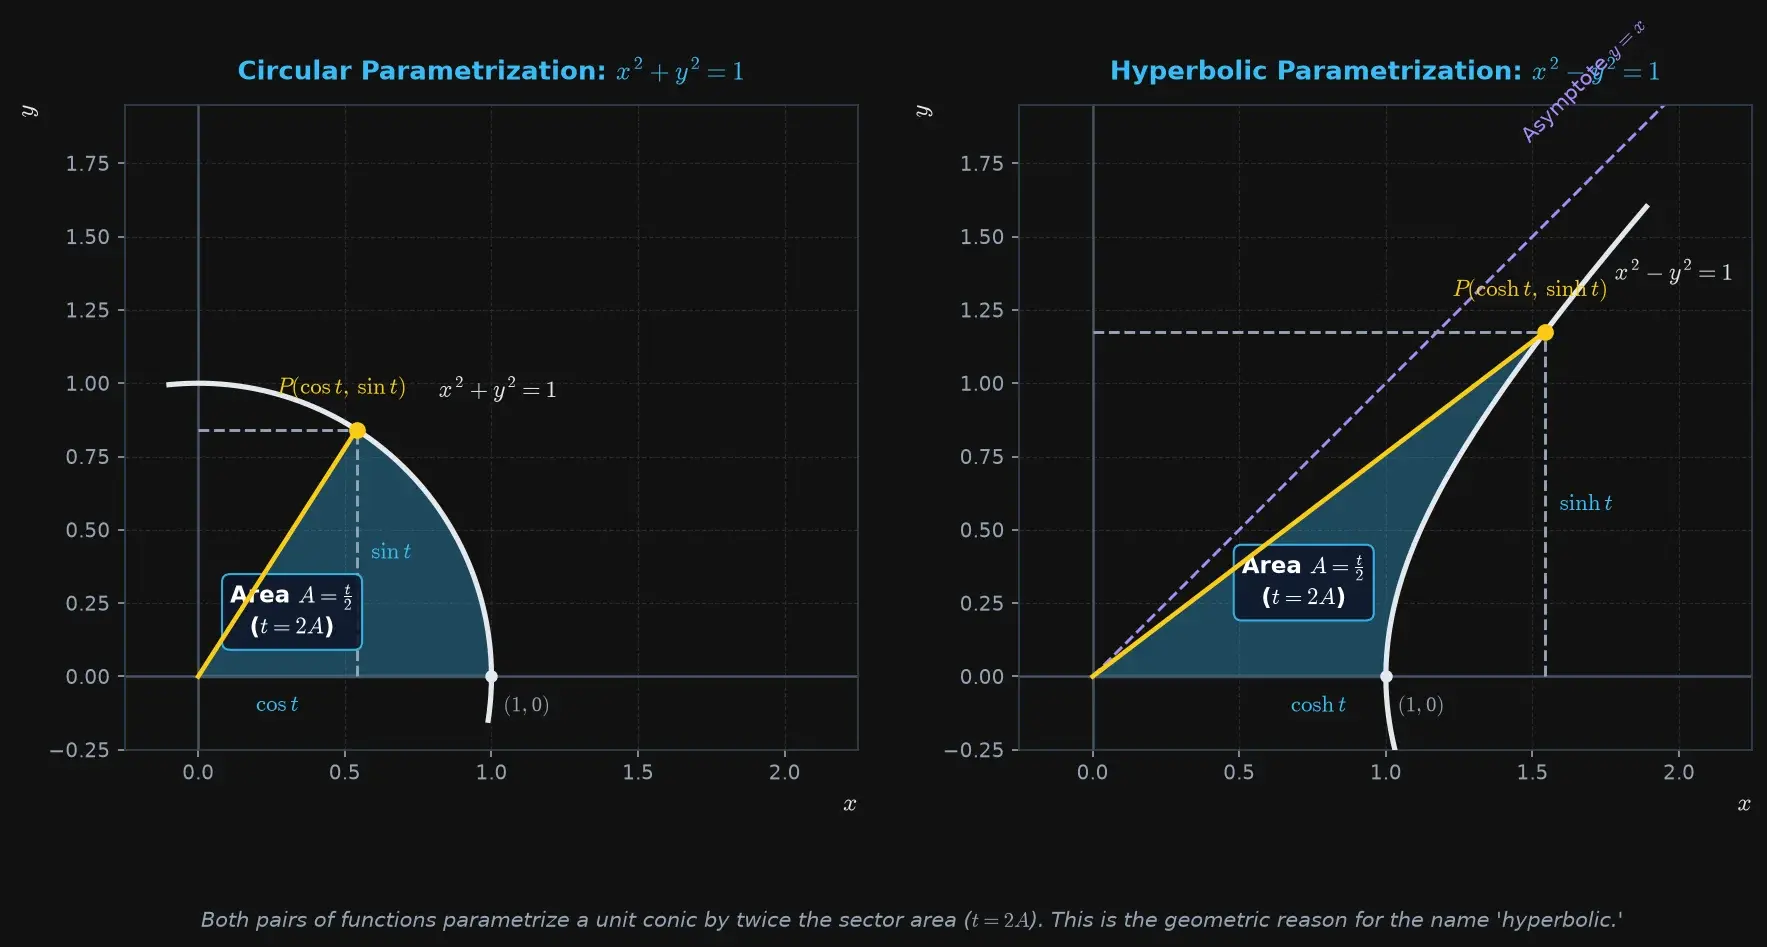 Circular Parametrization: x² + y² = 1
y
1.75
1.50
1.25
1.00
0.75
0.50
0.25
0.00
−0.25
P(cos t, sin t)
x² + y² = 1
sin t
Area A = t/2
(t = 2A)
cos t
(1, 0)
0.0 0.5 1.0 1.5 2.0
x
Hyperbolic Parametrization: x² − y² = 1
Asymptote y = x
y
1.75
1.50
1.25
1.00
0.75
0.50
0.25
0.00
−0.25
x² − y² = 1
P(cosh t, sinh t)
sinh t
Area A = t/2
(t = 2A)
cosh t
(1, 0)
0.0 0.5 1.0 1.5 2.0
x
Both pairs of functions parametrize a unit conic by twice the sector area (t = 2A). This is the geometric reason for the name 'hyperbolic.'